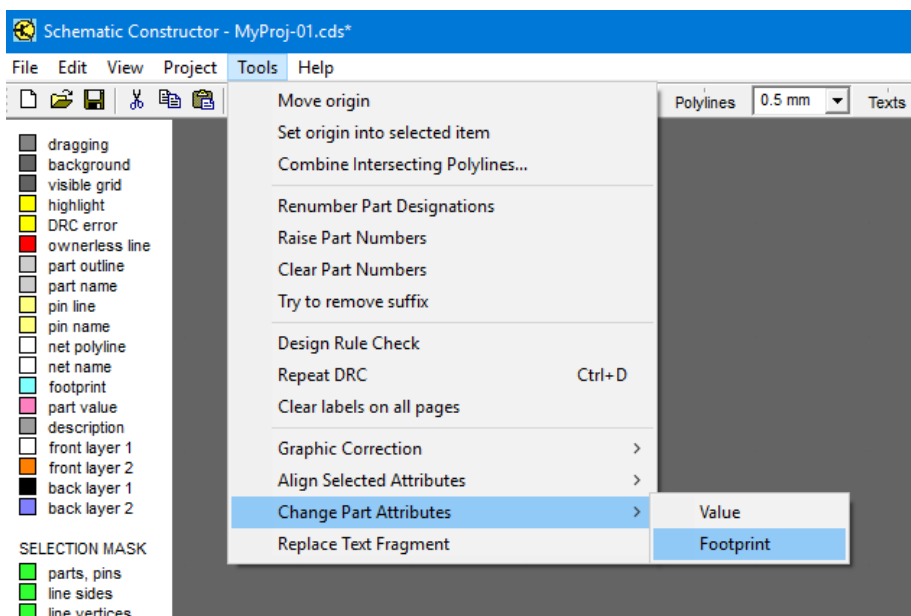 Schematic Constructor - MyProj-01.cds*
File Edit View Project Tools Help
Polylines 0.5 mm Texts
Move origin
Set origin into selected item
Combine Intersecting Polylines...
Renumber Part Designations
Raise Part Numbers
Clear Part Numbers
Try to remove suffix
Design Rule Check
Repeat DRC Ctrl+D
Clear labels on all pages
Graphic Correction
Align Selected Attributes
Change Part Attributes
Replace Text Fragment
Value
Footprint
dragging
background
visible grid
highlight
DRC error
ownerless line
part outline
part name
pin line
pin name
net polyline
net name
footprint
part value
description
front layer 1
front layer 2
back layer 1
back layer 2
SELECTION MASK
parts, pins
line sides
line vertices